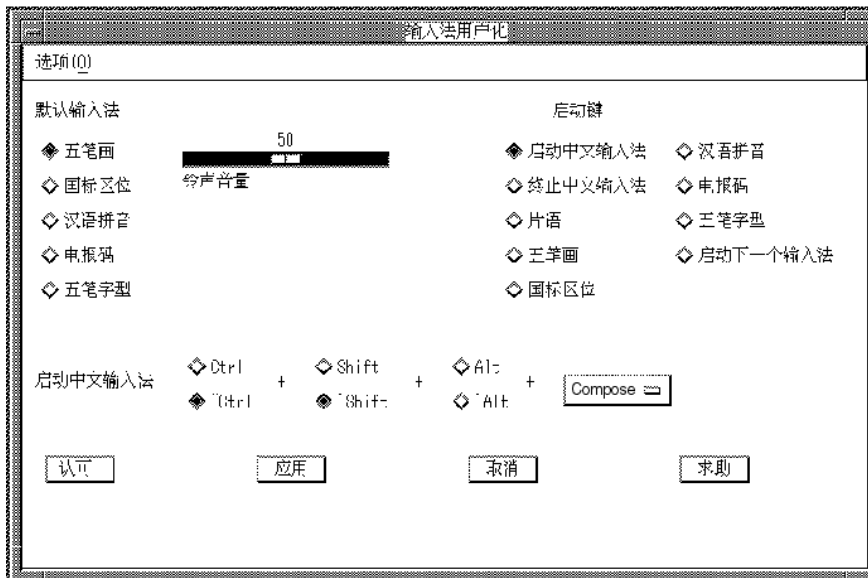 输入法用户化
选项(O)
默认输入法
启动键
50
铃声音量
五笔画
国标区位
汉语拼音
电报码
五笔字型
启动中文输入法
终止中文输入法
片语
五笔画
国标区位
汉语拼音
电报码
五笔字型
启动下一个输入法
启动中文输入法
Ctrl + Shift + Alt + Compose
~Ctrl ~Shift ~Alt
认可 应用 取消 求助